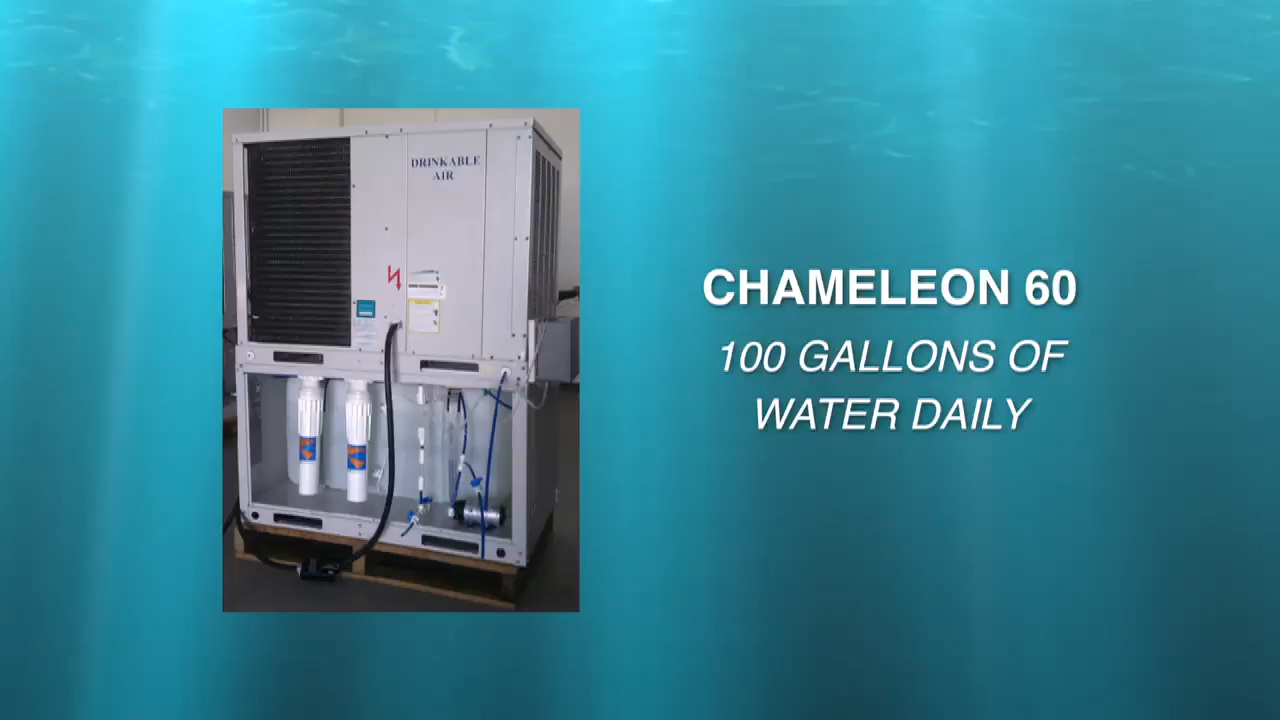 DRINKABLE
AIR
CHAMELEON 60
100 GALLONS OF
WATER DAILY